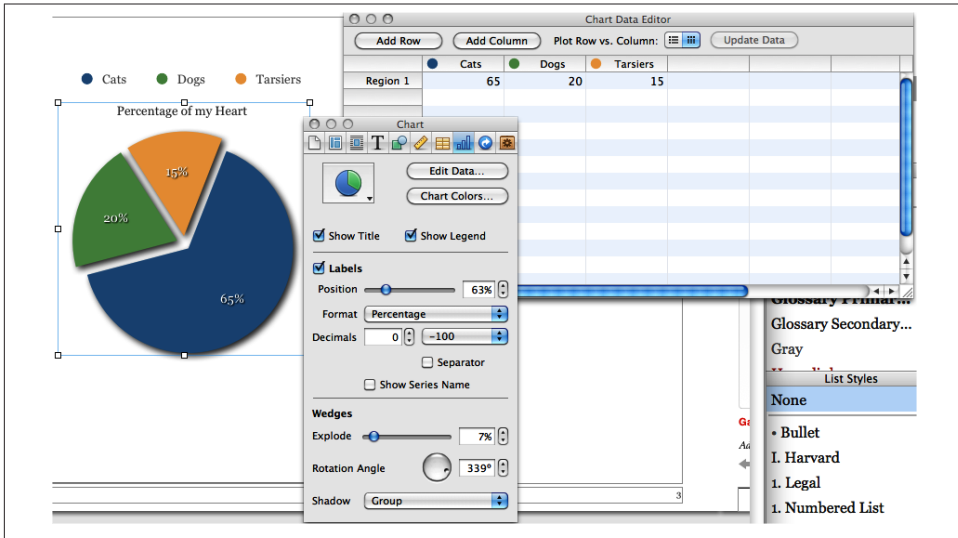 Chart Data Editor
Add Row
Add Column
Plot Row vs. Column:
Update Data
Cats
Dogs
Tarsiers
Region 1
65
20
15
Cats
Dogs
Tarsiers
Percentage of my Heart
15%
20%
65%
Chart
T
Edit Data...
Chart Colors...
Show Title
Show Legend
Labels
Position
63%
Format
Percentage
Decimals
0
-100
Separator
Show Series Name
Wedges
Explode
7%
Rotation Angle
339°
Shadow
Group
3
Glossary Secondary...
Gray
List Styles
None
• Bullet
I. Harvard
1. Legal
1. Numbered List